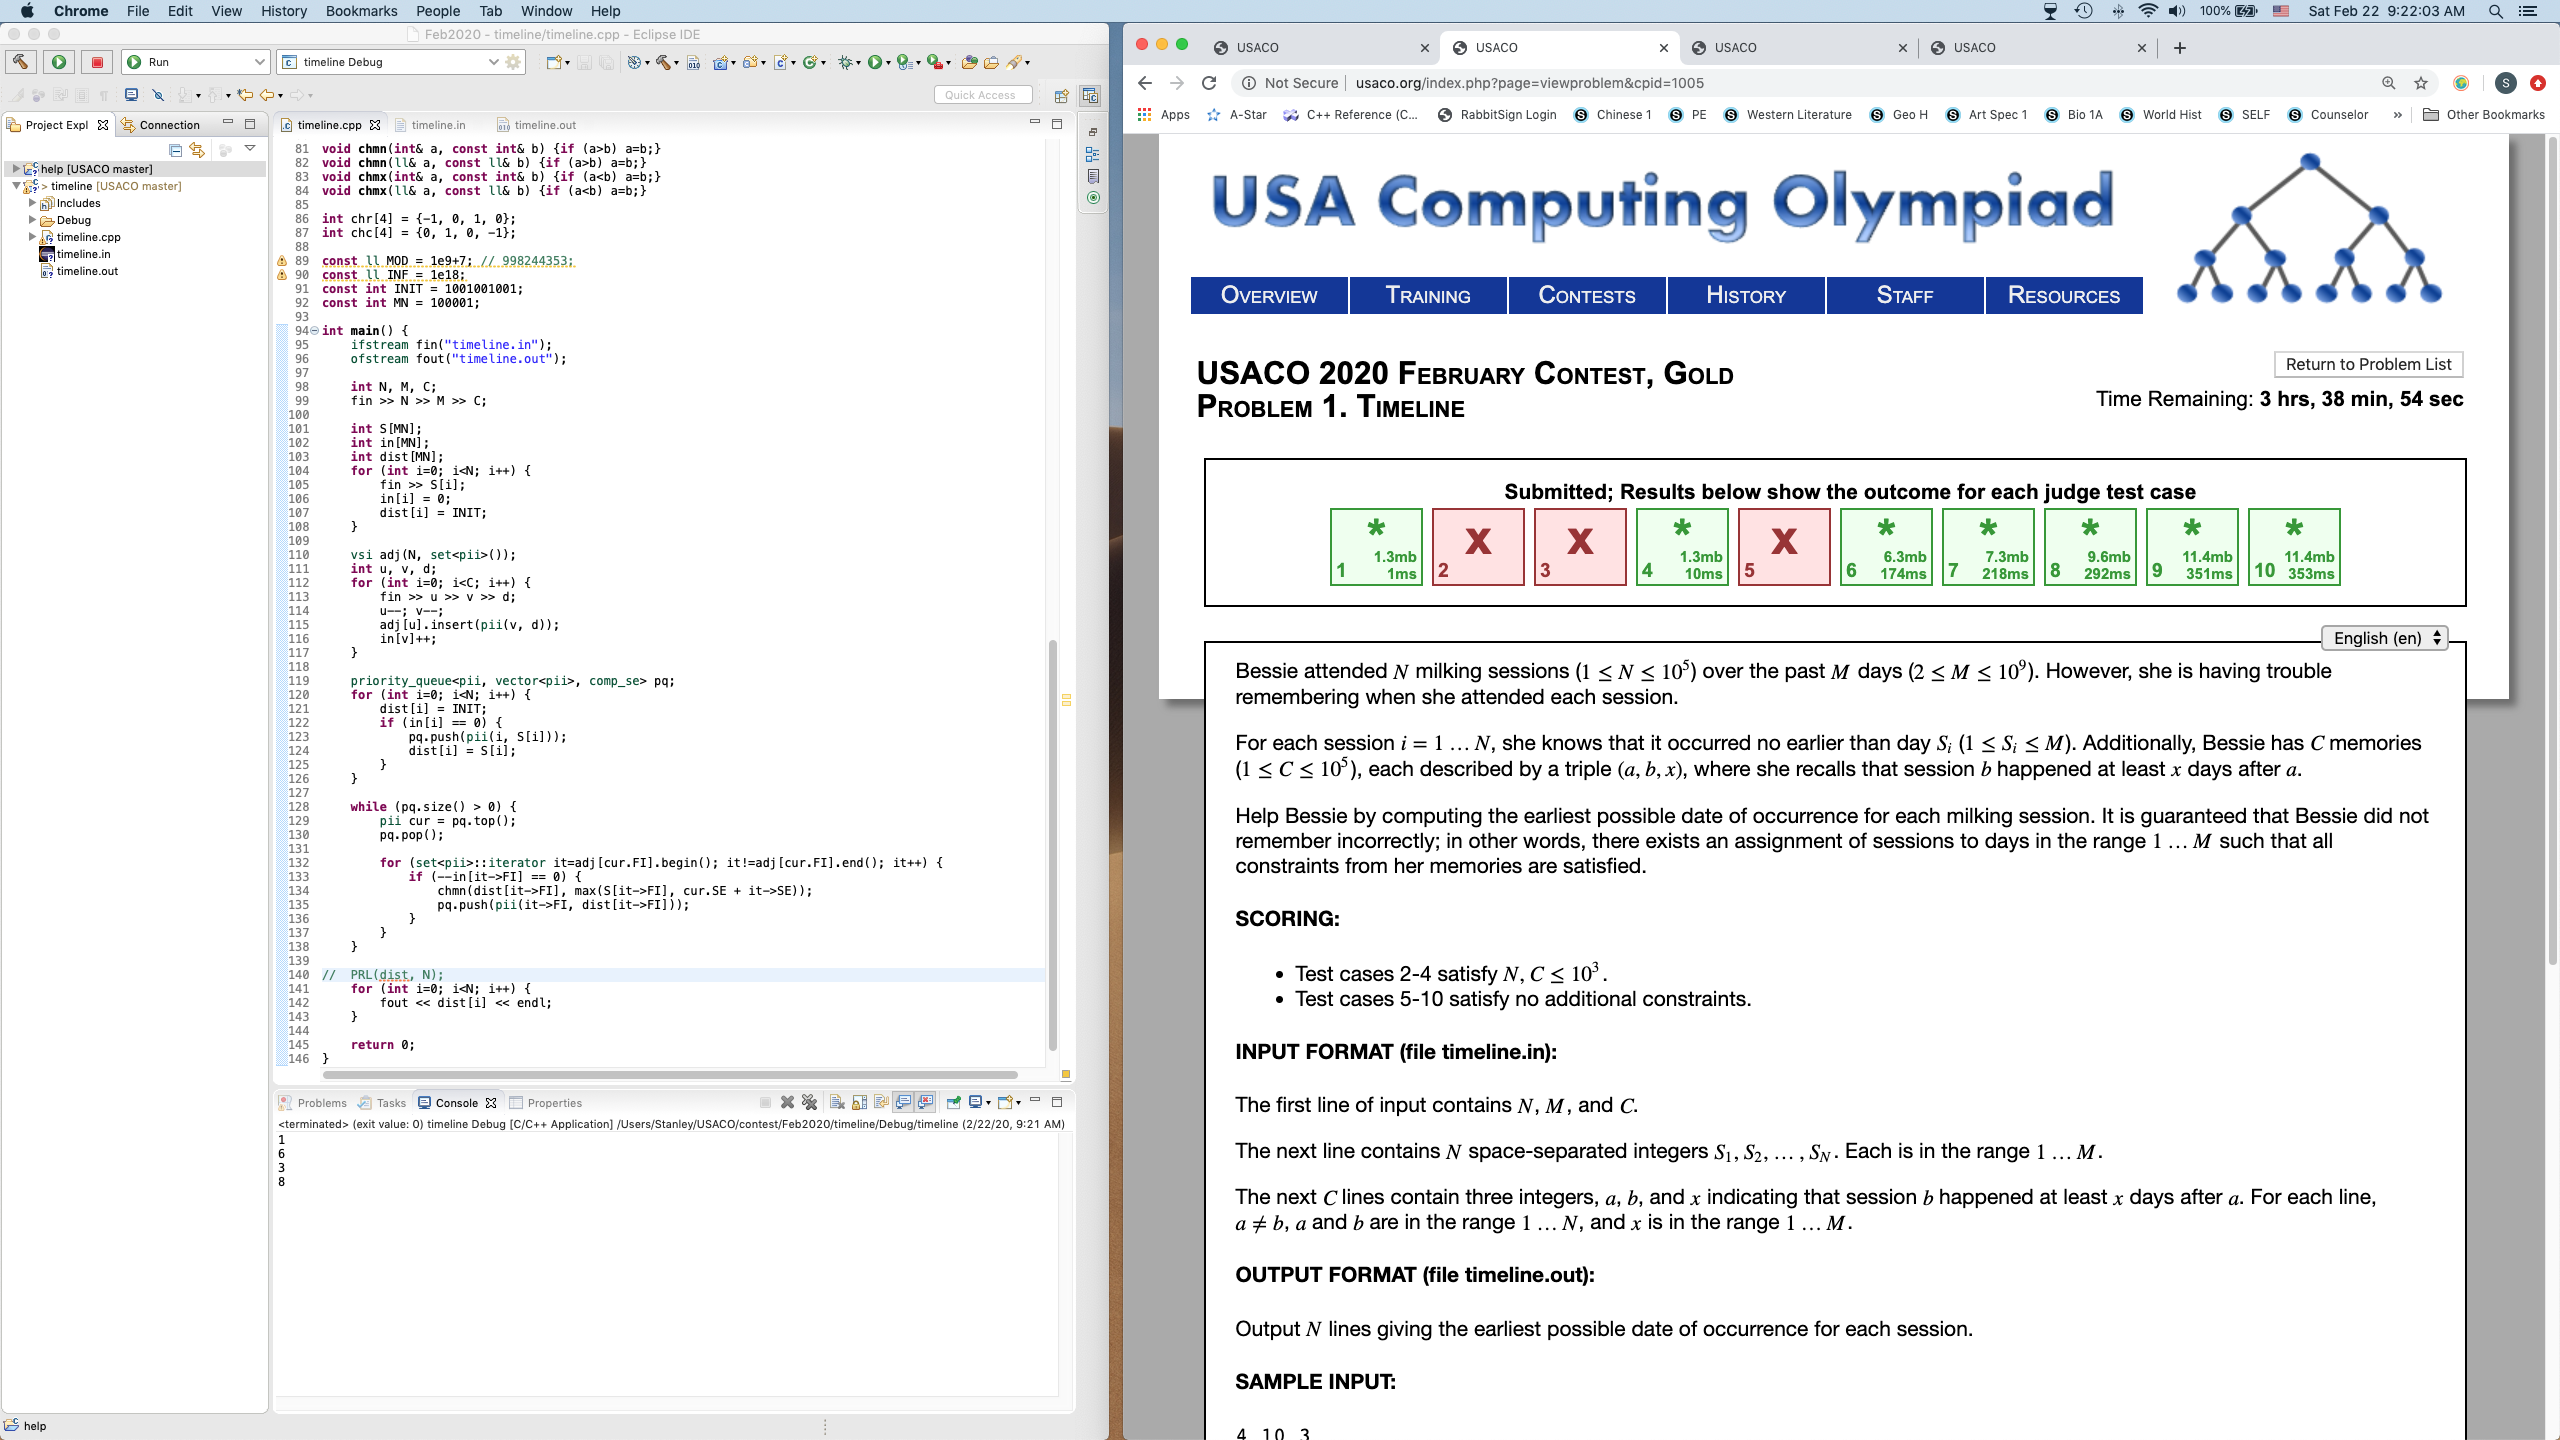 Chrome File Edit View History Bookmarks People Tab Window Help
100% Sat Feb 22 9:22:03 AM
Feb2020 - timeline/timeline.cpp - Eclipse IDE
Run
timeline Debug
Quick Access
Project Expl
Connection
help [USACO master]
> timeline [USACO master]
Includes
Debug
timeline.cpp
timeline.in
timeline.out
help
timeline.cpp timeline.in timeline.out
81 void chmn(int& a, const int& b) {if (a>b) a=b;}
82 void chmn(ll& a, const ll& b) {if (a>b) a=b;}
83 void chmx(int& a, const int& b) {if (a<b) a=b;}
84 void chmx(ll& a, const ll& b) {if (a<b) a=b;}
85
86 int chr[4] = {-1, 0, 1, 0};
87 int chc[4] = {0, 1, 0, -1};
88
89 const ll MOD = 1e9+7; // 998244353;
90 const ll INF = 1e18;
91 const int INIT = 1001001001;
92 const int MN = 100001;
93
94 int main() {
95 ifstream fin("timeline.in");
96 ofstream fout("timeline.out");
97
98 int N, M, C;
99 fin >> N >> M >> C;
100
101 int S[MN];
102 int in[MN];
103 int dist[MN];
104 for (int i=0; i<N; i++) {
105 fin >> S[i];
106 in[i] = 0;
107 dist[i] = INIT;
108 }
109
110 vsi adj(N, set<pii>());
111 int u, v, d;
112 for (int i=0; i<C; i++) {
113 fin >> u >> v >> d;
114 u--; v--;
115 adj[u].insert(pii(v, d));
116 in[v]++;
117 }
118
119 priority_queue<pii, vector<pii>, comp_se> pq;
120 for (int i=0; i<N; i++) {
121 dist[i] = INIT;
122 if (in[i] == 0) {
123 pq.push(pii(i, S[i]));
124 dist[i] = S[i];
125 }
126 }
127
128 while (pq.size() > 0) {
129 pii cur = pq.top();
130 pq.pop();
131
132 for (set<pii>::iterator it=adj[cur.FI].begin(); it!=adj[cur.FI].end(); it++) {
133 if (--in[it->FI] == 0) {
134 chmn(dist[it->FI], max(S[it->FI], cur.SE + it->SE));
135 pq.push(pii(it->FI, dist[it->FI]));
136 }
137 }
138 }
139
140 // PRL(dist, N);
141 for (int i=0; i<N; i++) {
142 fout << dist[i] << endl;
143 }
144
145 return 0;
146 }
Problems Tasks Console Properties
<terminated> (exit value: 0) timeline Debug [C/C++ Application] /Users/Stanley/USACO/contest/Feb2020/timeline/Debug/timeline (2/22/20, 9:21 AM)
1
6
3
8
USACO USACO USACO USACO
Not Secure | usaco.org/index.php?page=viewproblem&cpid=1005
S
Apps A-Star C++ Reference (C... RabbitSign Login Chinese 1 PE Western Literature Geo H Art Spec 1 Bio 1A World Hist SELF Counselor » Other Bookmarks
USA Computing Olympiad
OVERVIEW TRAINING CONTESTS HISTORY STAFF RESOURCES
Return to Problem List
USACO 2020 FEBRUARY CONTEST, GOLD
PROBLEM 1. TIMELINE
Time Remaining: 3 hrs, 38 min, 54 sec
Submitted; Results below show the outcome for each judge test case
* x x * x * * * * *
1.3mb 1.3mb 6.3mb 7.3mb 9.6mb 11.4mb 11.4mb
1 1ms 2 3 4 10ms 5 6 174ms 7 218ms 8 292ms 9 351ms 10 353ms
English (en)
Bessie attended N milking sessions (1 ≤ N ≤ 10⁵) over the past M days (2 ≤ M ≤ 10⁹). However, she is having trouble
remembering when she attended each session.
For each session i = 1 … N, she knows that it occurred no earlier than day Sᵢ (1 ≤ Sᵢ ≤ M). Additionally, Bessie has C memories
(1 ≤ C ≤ 10⁵), each described by a triple (a, b, x), where she recalls that session b happened at least x days after a.
Help Bessie by computing the earliest possible date of occurrence for each milking session. It is guaranteed that Bessie did not
remember incorrectly; in other words, there exists an assignment of sessions to days in the range 1 … M such that all
constraints from her memories are satisfied.
SCORING:
• Test cases 2-4 satisfy N, C ≤ 10³.
• Test cases 5-10 satisfy no additional constraints.
INPUT FORMAT (file timeline.in):
The first line of input contains N, M, and C.
The next line contains N space-separated integers S₁, S₂, … , S_N. Each is in the range 1 … M.
The next C lines contain three integers, a, b, and x indicating that session b happened at least x days after a. For each line,
a ≠ b, a and b are in the range 1 … N, and x is in the range 1 … M.
OUTPUT FORMAT (file timeline.out):
Output N lines giving the earliest possible date of occurrence for each session.
SAMPLE INPUT:
4 10 3